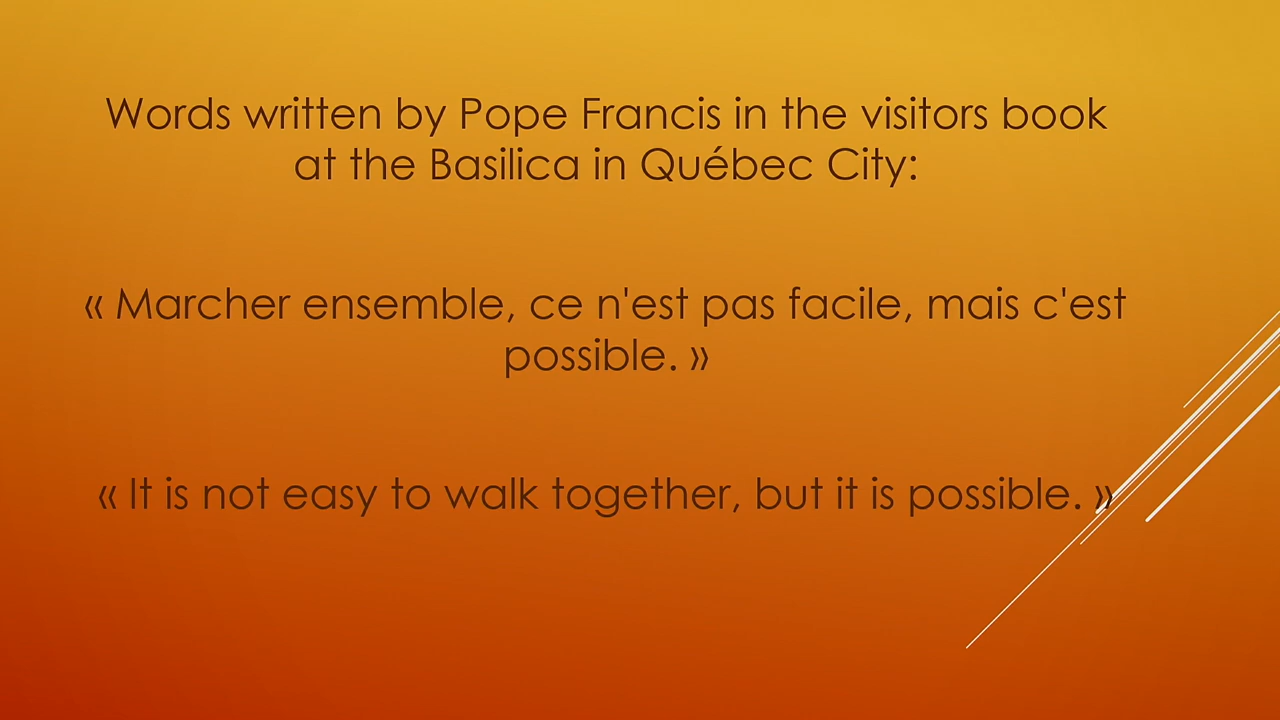 Words written by Pope Francis in the visitors book
at the Basilica in Québec City:
« Marcher ensemble, ce n'est pas facile, mais c'est
possible. »
« It is not easy to walk together, but it is possible. »